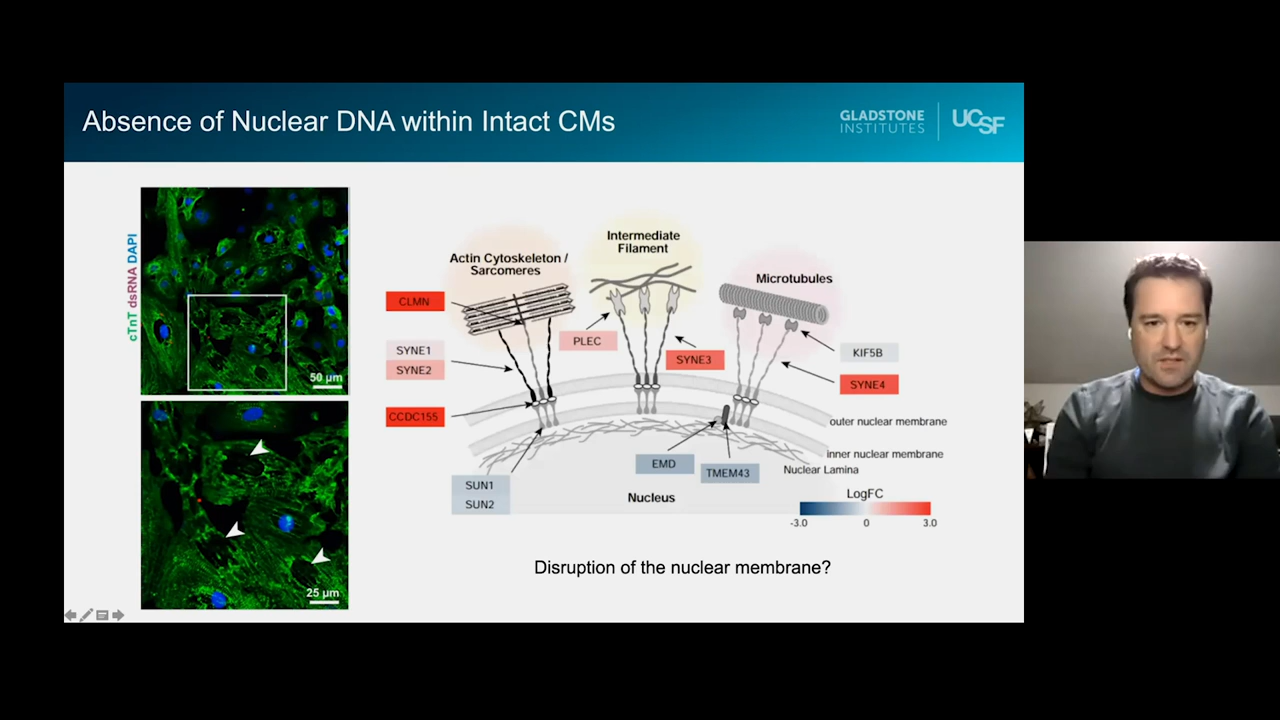 Absence of Nuclear DNA within Intact CMs
GLADSTONE
INSTITUTES
UCSF
cTnT dsRNA DAPI
50 µm
25 µm
Actin Cytoskeleton /
Sarcomeres
Intermediate
Filament
Microtubules
CLMN
SYNE1
SYNE2
CCDC155
SUN1
SUN2
PLEC
SYNE3
KIF5B
SYNE4
EMD
TMEM43
outer nuclear membrane
inner nuclear membrane
Nuclear Lamina
Nucleus
LogFC
-3.0
0
3.0
Disruption of the nuclear membrane?